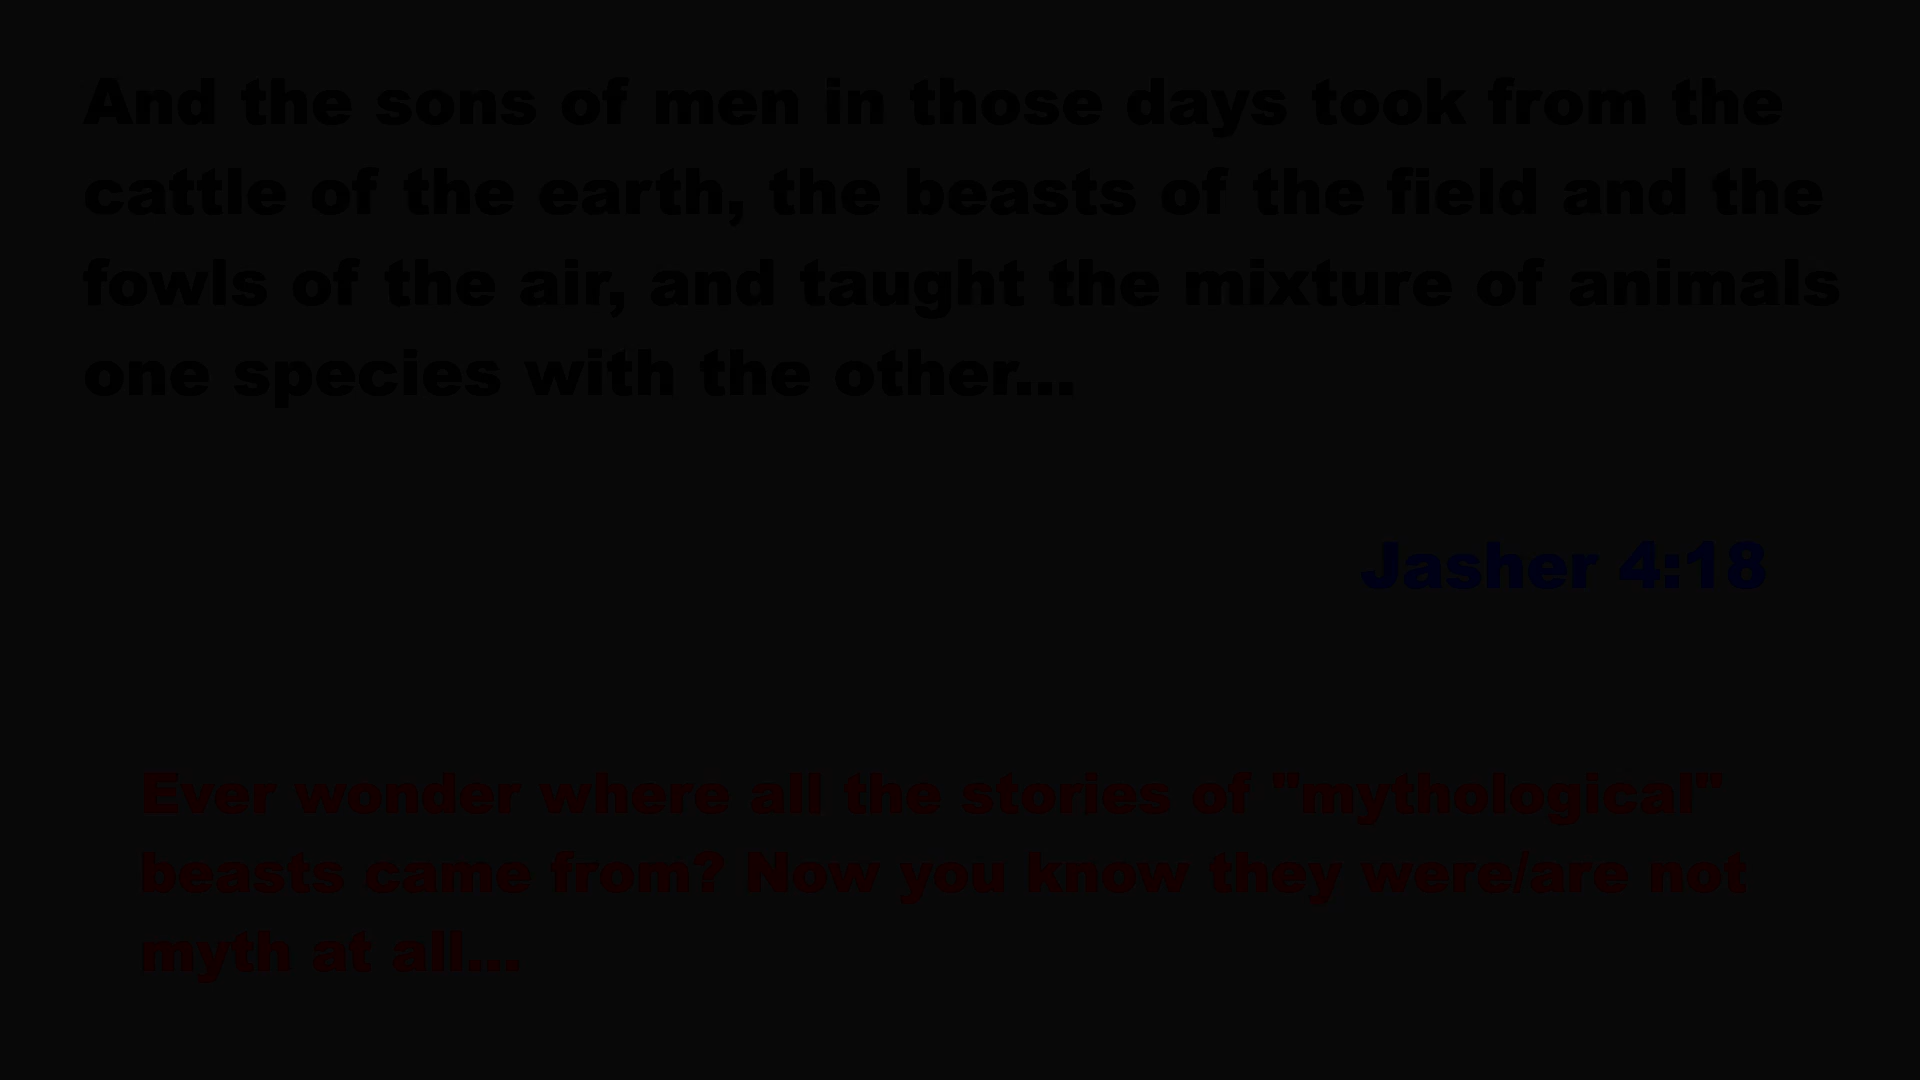 And the sons of men in those days took from the
cattle of the earth, the beasts of the field and the
fowls of the air, and taught the mixture of animals
one species with the other...
Jasher 4:18
Ever wonder where all the stories of "mythological"
beasts came from? Now you know they were/are not
myth at all...